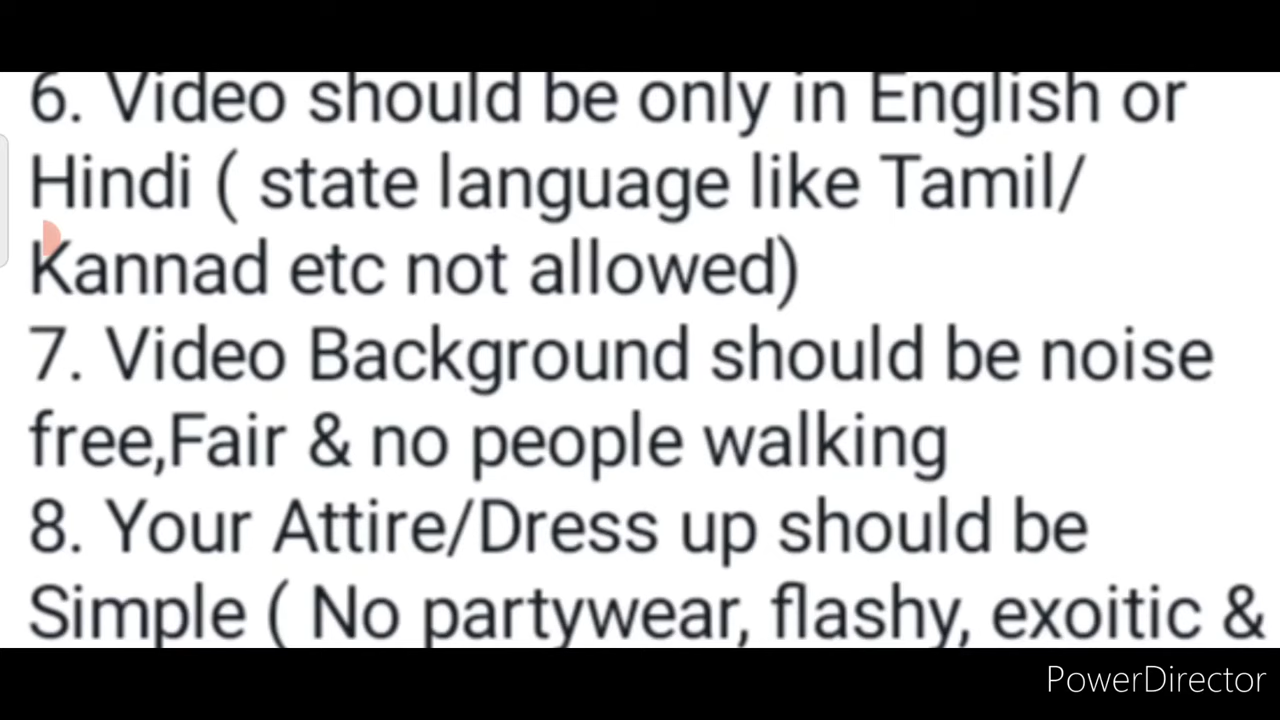 6. Video should be only in English or
Hindi ( state language like Tamil/
Kannad etc not allowed)
7. Video Background should be noise
free,Fair & no people walking
8. Your Attire/Dress up should be
Simple ( No partywear, flashy, exoitic &
PowerDirector